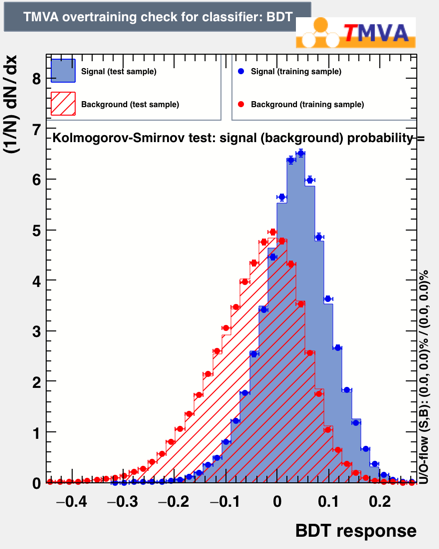 TMVA overtraining check for classifier: BDT
TMVA
(1/N) dN/dx
Signal (test sample)
Background (test sample)
Signal (training sample)
Background (training sample)
Kolmogorov-Smirnov test: signal (background) probability =
8
7
6
5
4
3
2
1
0
−0.4 −0.3 −0.2 −0.1 0 0.1 0.2
BDT response
U/O-flow (S,B): (0.0, 0.0)% / (0.0, 0.0)%